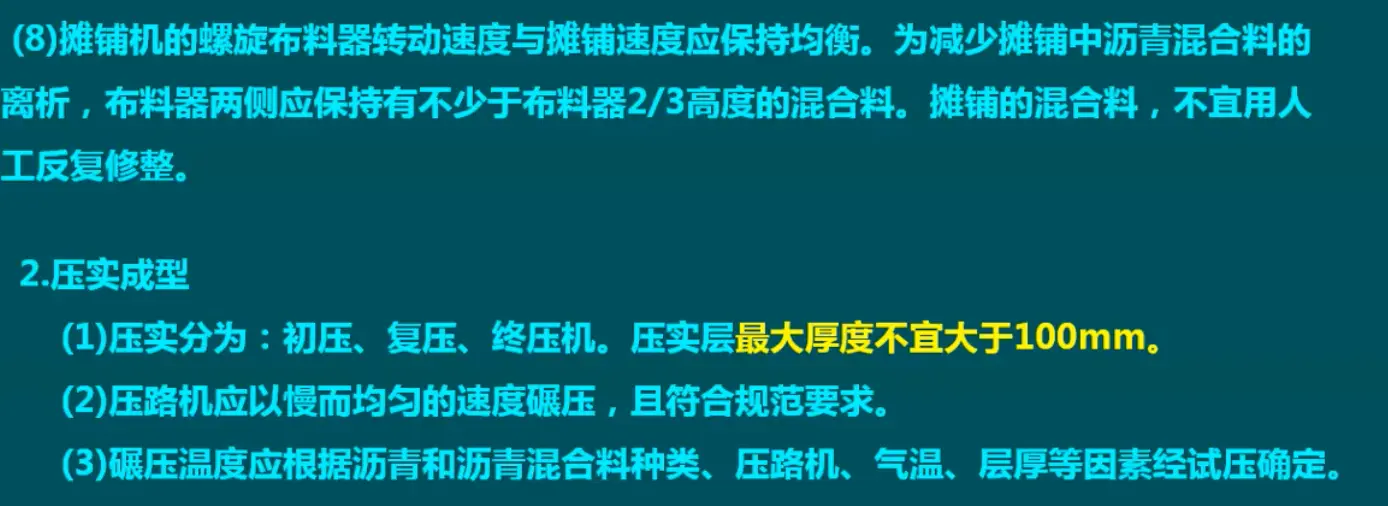 (8)摊铺机的螺旋布料器转动速度与摊铺速度应保持均衡。为减少摊铺中沥青混合料的
离析，布料器两侧应保持有不少于布料器2/3高度的混合料。摊铺的混合料，不宜用人
工反复修整。
2.压实成型
(1)压实分为：初压、复压、终压机。压实层最大厚度不宜大于100mm。
(2)压路机应以慢而均匀的速度碾压，且符合规范要求。
(3)碾压温度应根据沥青和沥青混合料种类、压路机、气温、层厚等因素经试压确定。